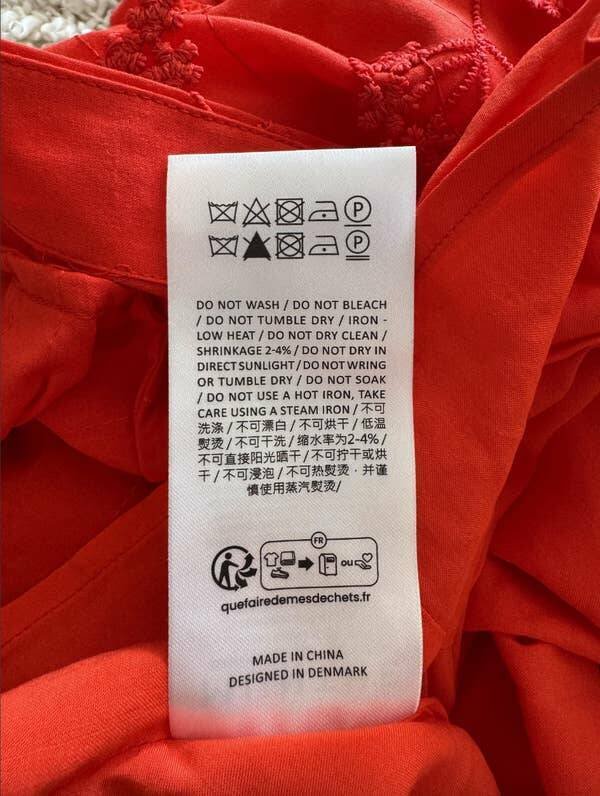 P
P
DO NOT WASH / DO NOT BLEACH
/ DO NOT TUMBLE DRY / IRON -
LOW HEAT / DO NOT DRY CLEAN /
SHRINKAGE 2-4% / DO NOT DRY IN
DIRECT SUNLIGHT / DO NOT WRING
OR TUMBLE DRY / DO NOT SOAK
/ DO NOT USE A HOT IRON, TAKE
CARE USING A STEAM IRON / 不可
洗涤 / 不可漂白 / 不可烘干 / 低温
熨烫 / 不可干洗 / 缩水率为2-4% /
不可直接阳光晒干 / 不可拧干或烘
干 / 不可浸泡 / 不可热熨烫 · 并谨
慎使用蒸汽熨烫/
FR
ou
quefairedemesdechets.fr
MADE IN CHINA
DESIGNED IN DENMARK